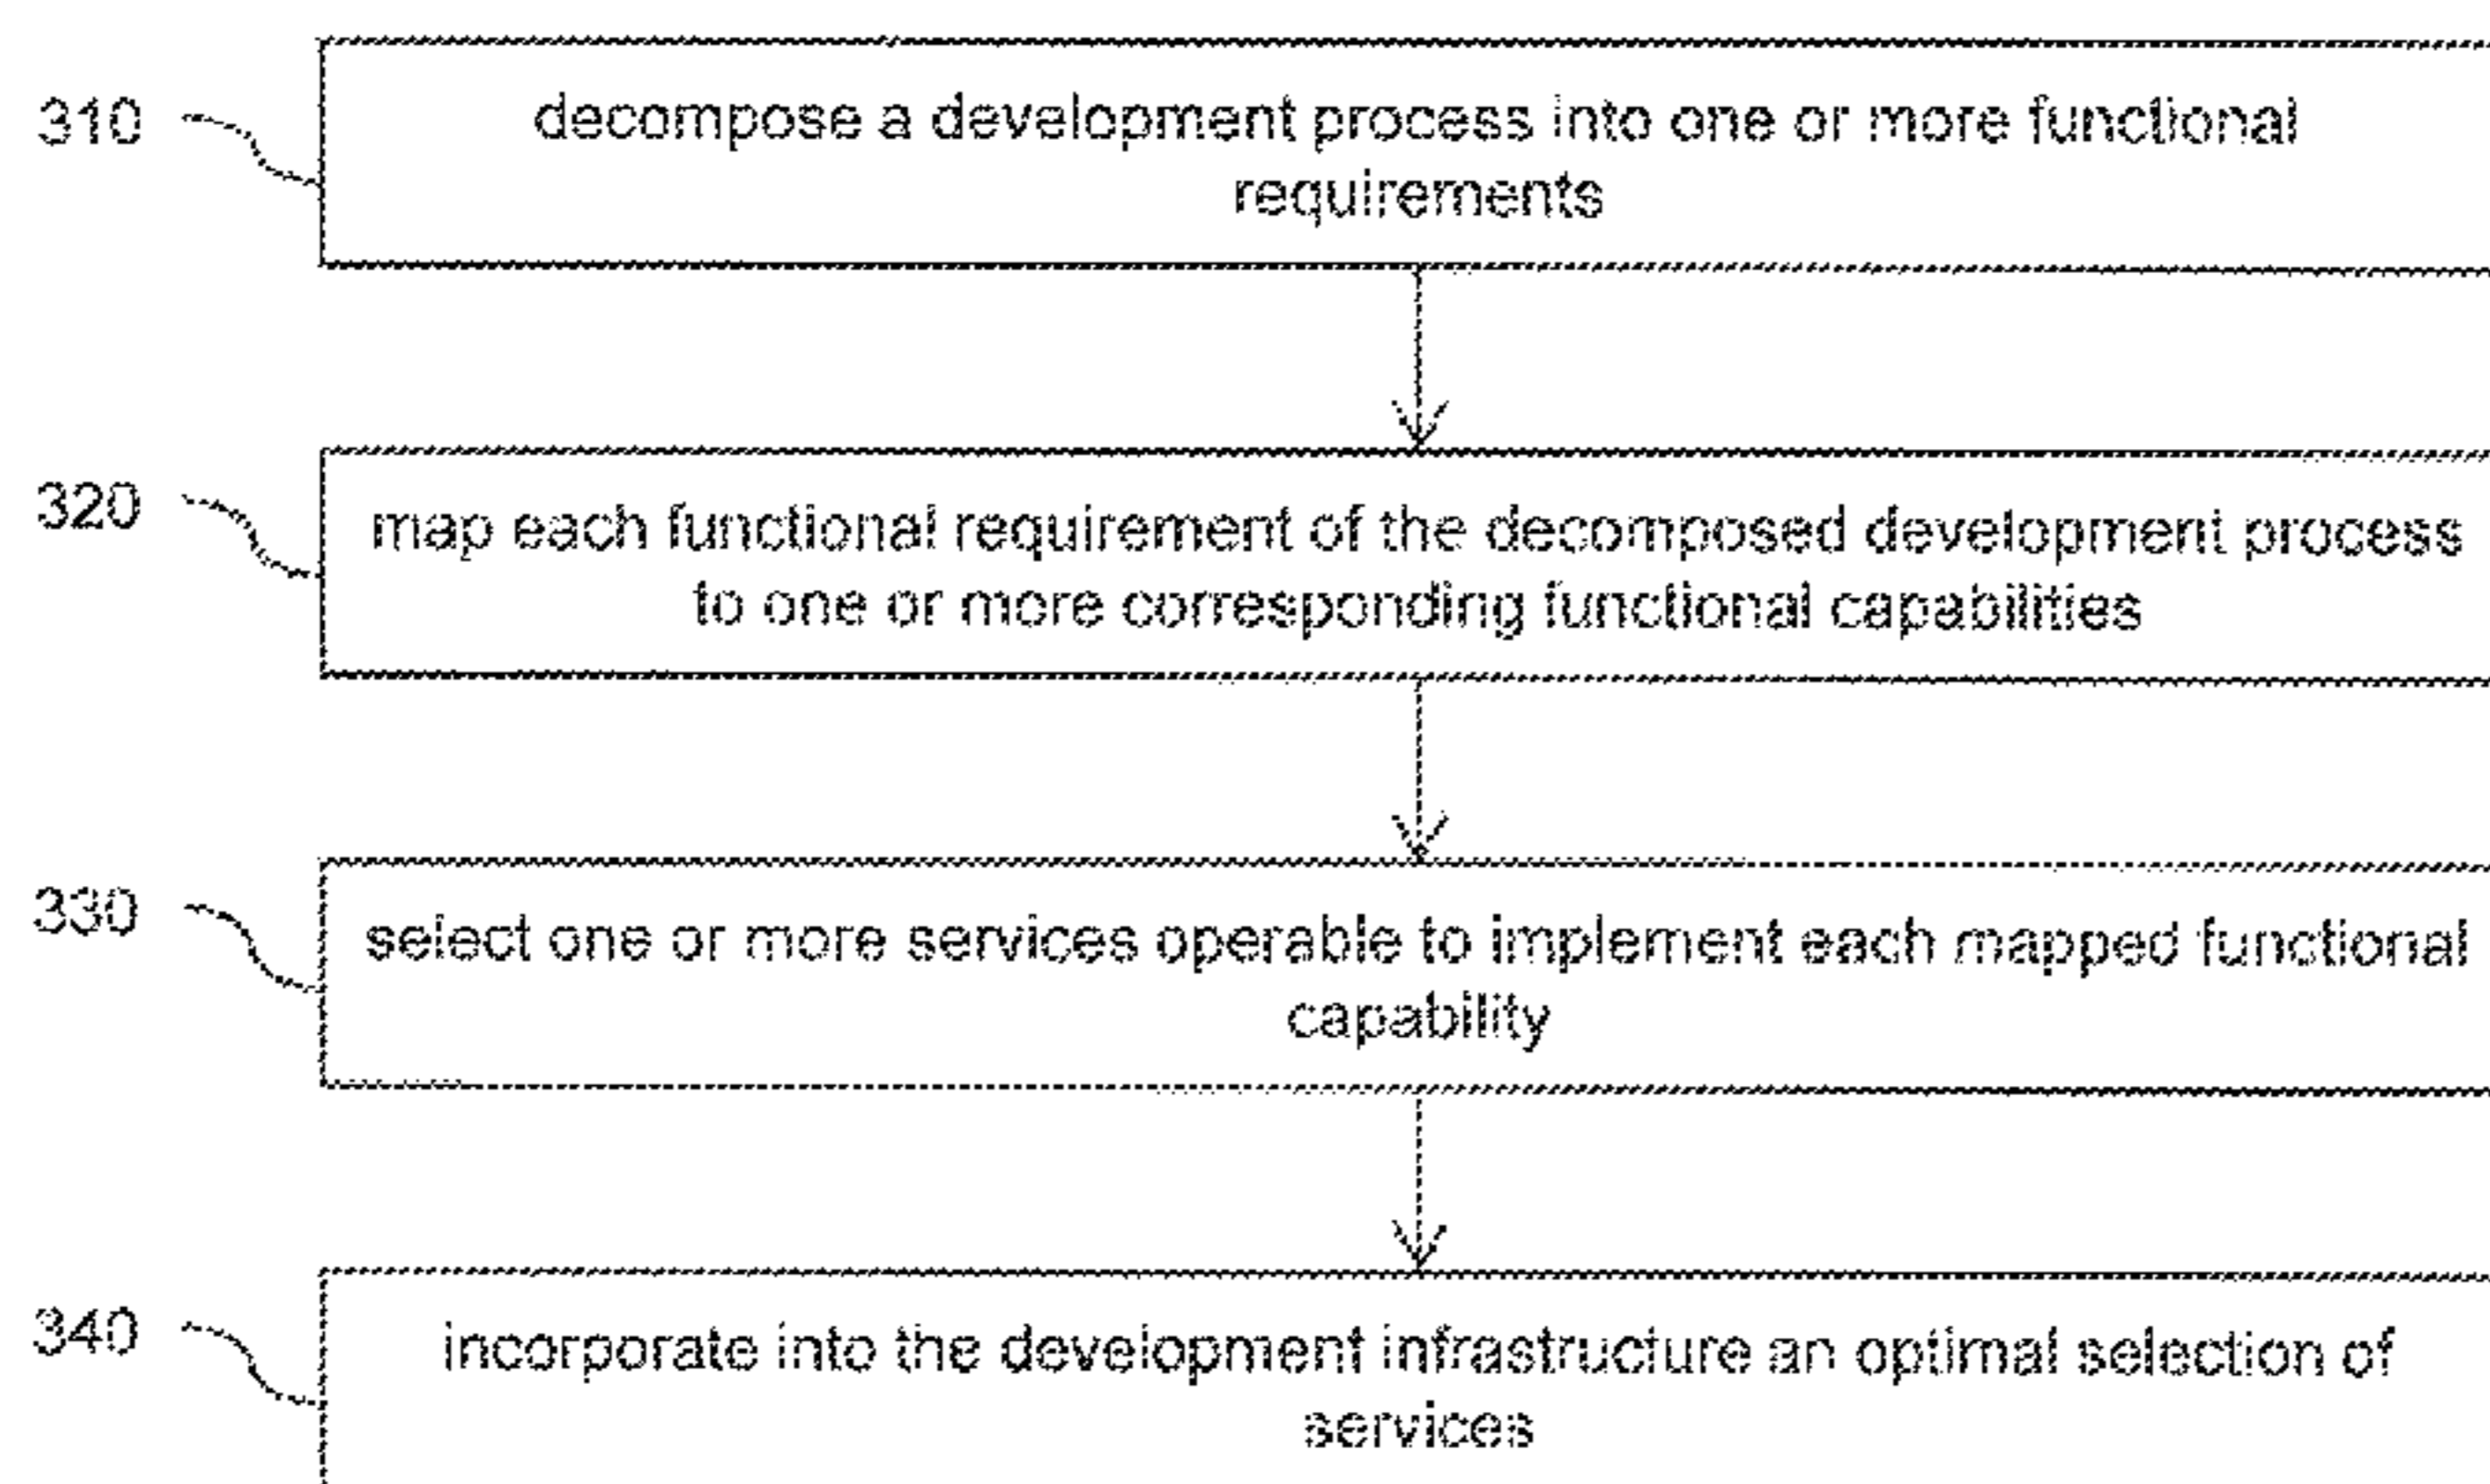 310
decompose a development process into one or more functional
requirements
320
map each functional requirement of the decomposed development process
to one or more corresponding functional capabilities
330
select one or more services operable to implement each mapped functional
capability
340
incorporate into the development infrastructure an optimal selection of
services